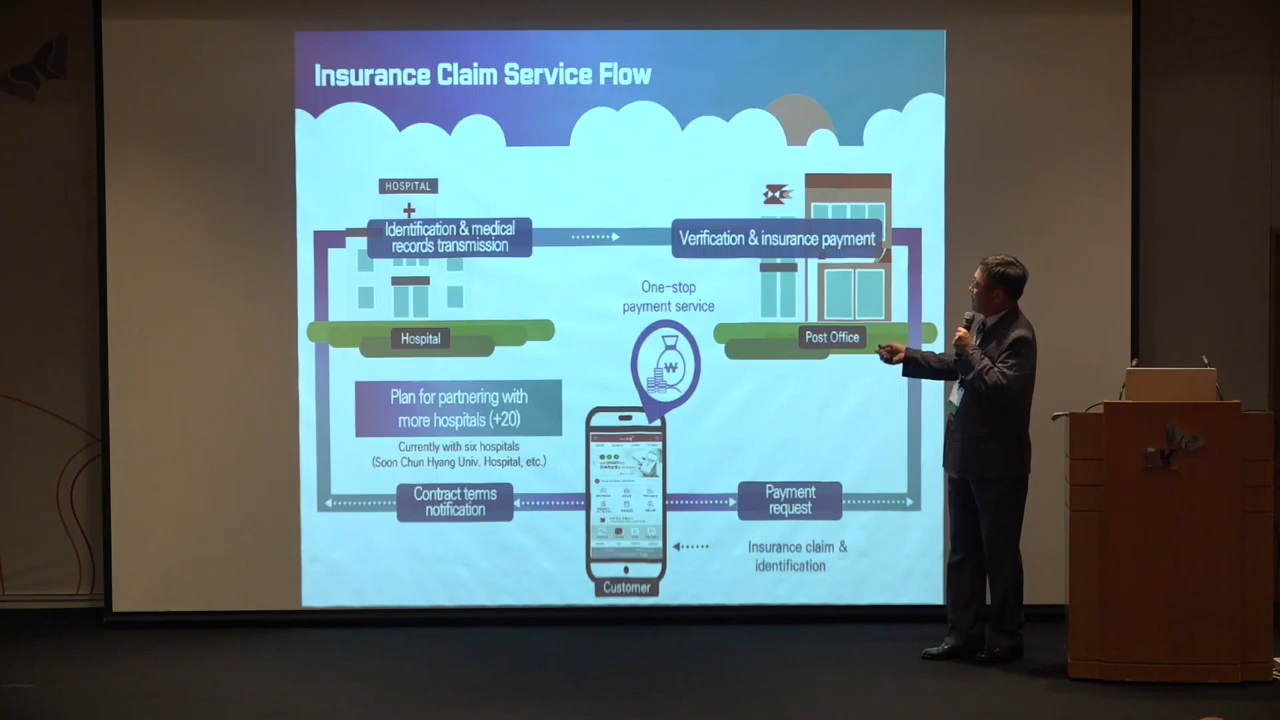 Insurance Claim Service Flow
HOSPITAL
Identification & medical
records transmission
Verification & insurance payment
One-stop
payment service
Hospital
Post Office
₩
Plan for partnering with
more hospitals (+20)
Currently with six hospitals
(Soon Chun Hyang Univ. Hospital, etc.)
Contract terms
notification
Payment
request
Insurance claim &
identification
Customer